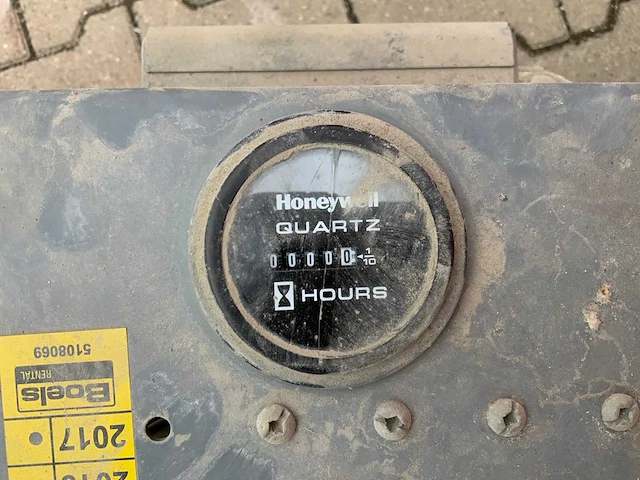 Honeywell
QUARTZ
00000 1/10
HOURS
5108069
Boels
RENTAL
2017